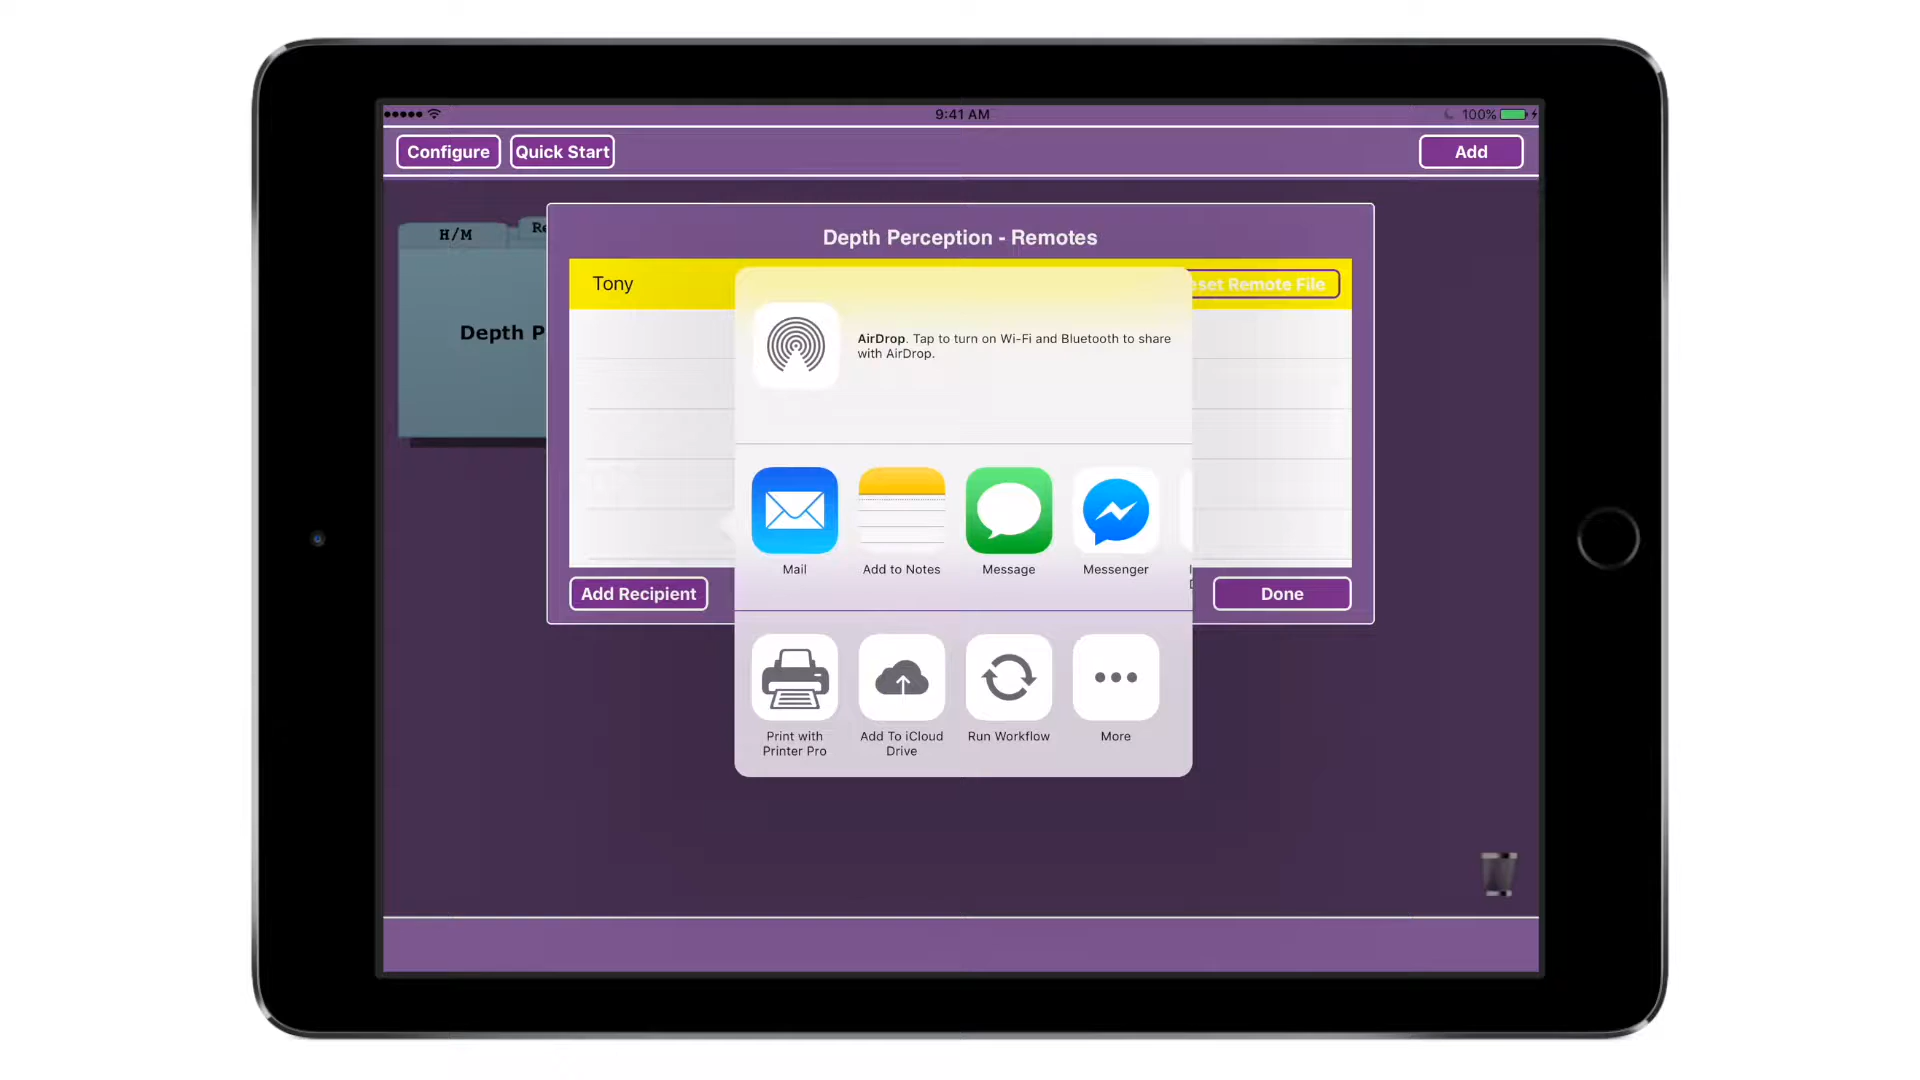 9:41 AM
100%
Configure
Quick Start
Add
H/M
Re
Depth P
Depth Perception - Remotes
Tony
eset Remote File
AirDrop. Tap to turn on Wi-Fi and Bluetooth to share
with AirDrop.
Mail
Add to Notes
Message
Messenger
Add Recipient
Done
Print with
Printer Pro
Add To iCloud
Drive
Run Workflow
More